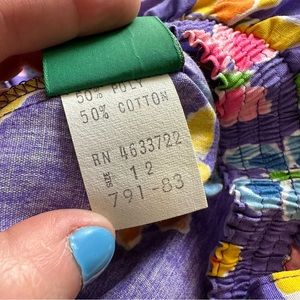 50% POLY
50% COTTON
RN 4633722
SIZE 12
791-83